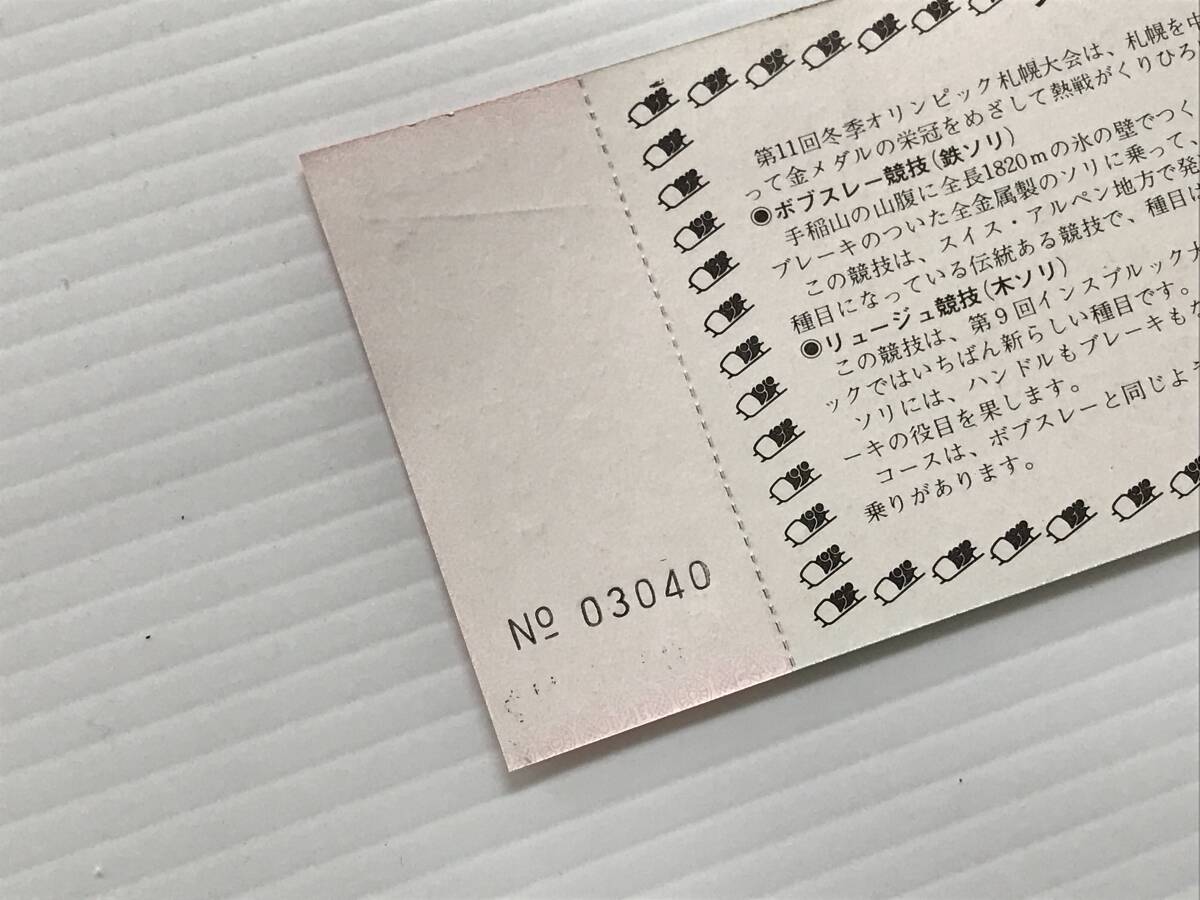 第11回冬季オリンピック札幌大会は、札幌を中
って金メダルの栄冠をめざして熱戦がくりひろ
◉ボブスレー競技(鉄ソリ)
手稲山の山腹に全長1820mの氷の壁でつく
ブレーキのついた全金属製のソリに乗って、
この競技は、スイス・アルペン地方で発
種目になっている伝統ある競技で、種目は
◉リュージュ競技(木ソリ)
この競技は、第9回インスブルック大
ックではいちばん新らしい種目です。
ソリには、ハンドルもブレーキもな
ーキの役目を果します。
コースは、ボブスレーと同じよう
乗りがあります。
№ 03040